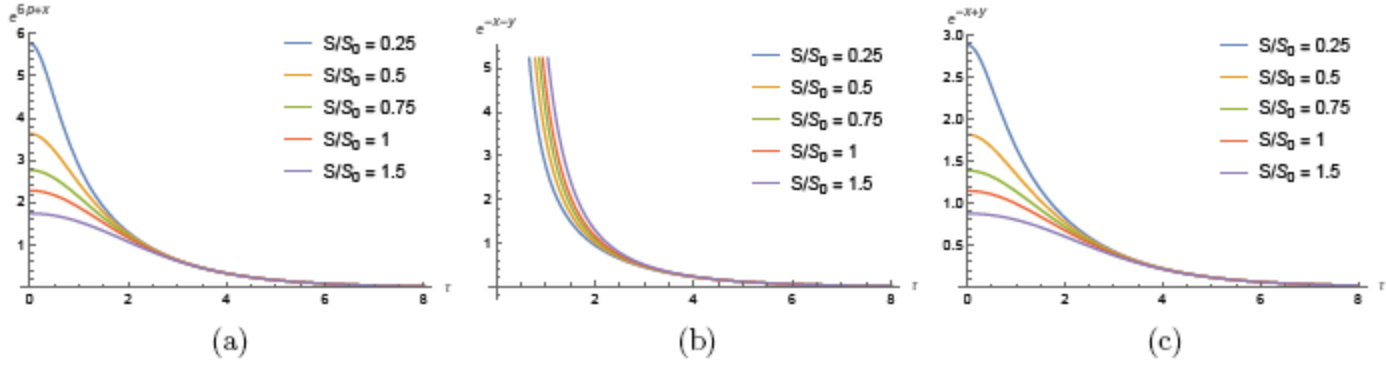 e^{6p+x}
6
5
4
3
2
1
0 2 4 6 8 τ
S/S₀ = 0.25
S/S₀ = 0.5
S/S₀ = 0.75
S/S₀ = 1
S/S₀ = 1.5
(a)
e^{-x-y}
5
4
3
2
1
2 4 6 8 τ
S/S₀ = 0.25
S/S₀ = 0.5
S/S₀ = 0.75
S/S₀ = 1
S/S₀ = 1.5
(b)
e^{-x+y}
3.0
2.5
2.0
1.5
1.0
0.5
0 2 4 6 8 τ
S/S₀ = 0.25
S/S₀ = 0.5
S/S₀ = 0.75
S/S₀ = 1
S/S₀ = 1.5
(c)